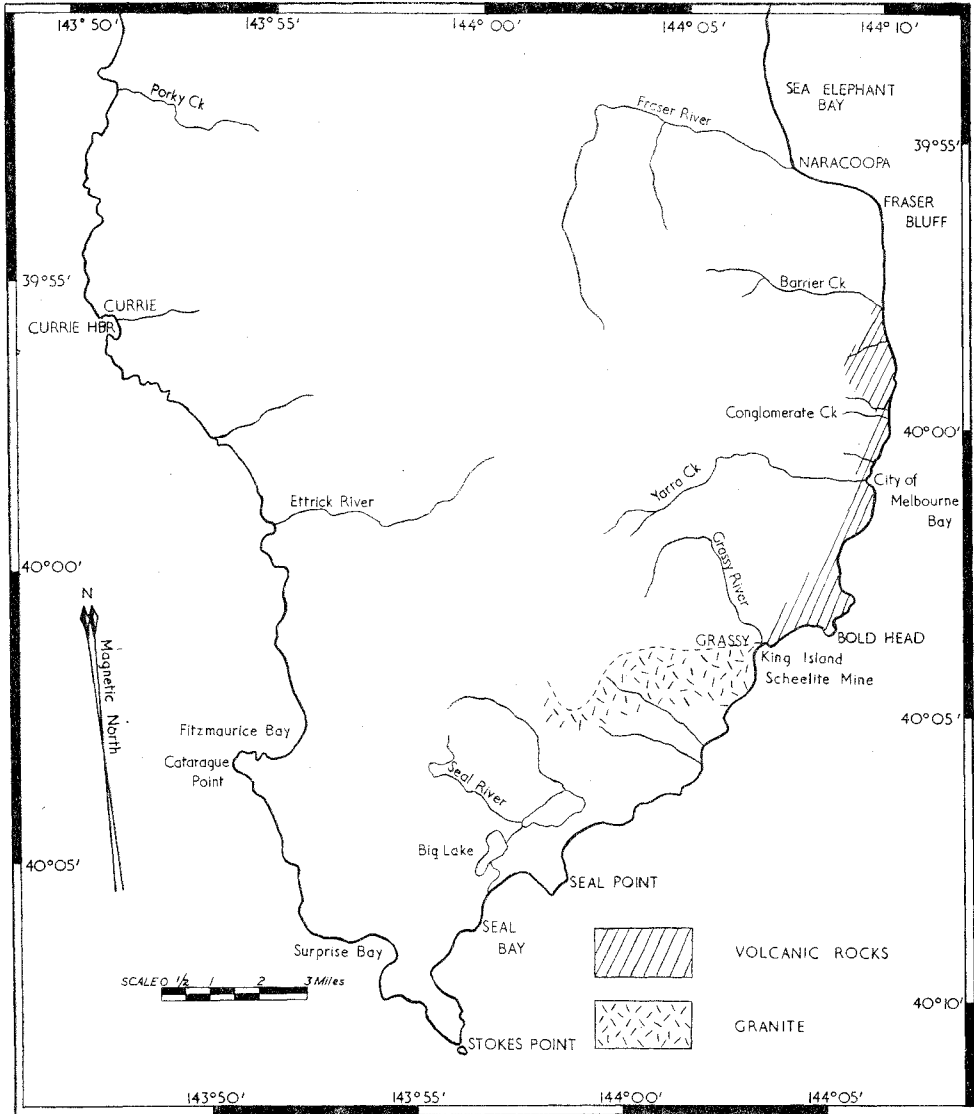 143°50'
143°55'
144°00'
144°05'
144°10'
Porky Ck
Fraser River
SEA ELEPHANT
BAY
39°55'
NARACOOPA
FRASER
BLUFF
39°55'
CURRIE
CURRIE HBR
Barrier Ck
Conglomerate Ck
40°00'
Yarra Ck
City of
Melbourne
Bay
Ettrick River
Grassy River
40°00'
N
Magnetic North
GRASSY
BOLD HEAD
King Island
Scheelite Mine
40°05'
Fitzmaurice Bay
Catarague
Point
Seal River
Big Lake
40°05'
SEAL POINT
SEAL
BAY
Surprise Bay
VOLCANIC ROCKS
SCALE 0 ½ 1 2 3 Miles
40°10'
GRANITE
STOKES POINT
143°50'
143°55'
144°00'
144°05'